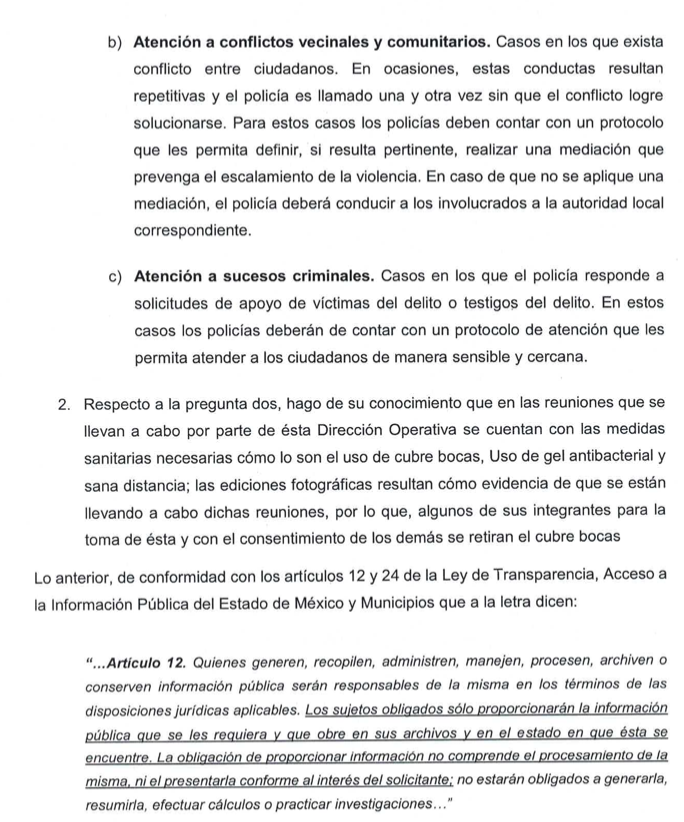 b) Atención a conflictos vecinales y comunitarios. Casos en los que exista
conflicto entre ciudadanos. En ocasiones, estas conductas resultan
repetitivas y el policía es llamado una y otra vez sin que el conflicto logre
solucionarse. Para estos casos los policías deben contar con un protocolo
que les permita definir, si resulta pertinente, realizar una mediación que
prevenga el escalamiento de la violencia. En caso de que no se aplique una
mediación, el policía deberá conducir a los involucrados a la autoridad local
correspondiente.
c) Atención a sucesos criminales. Casos en los que el policía responde a
solicitudes de apoyo de víctimas del delito o testigos del delito. En estos
casos los policías deberán de contar con un protocolo de atención que les
permita atender a los ciudadanos de manera sensible y cercana.
2. Respecto a la pregunta dos, hago de su conocimiento que en las reuniones que se
llevan a cabo por parte de ésta Dirección Operativa se cuentan con las medidas
sanitarias necesarias cómo lo son el uso de cubre bocas, Uso de gel antibacterial y
sana distancia; las ediciones fotográficas resultan cómo evidencia de que se están
llevando a cabo dichas reuniones, por lo que, algunos de sus integrantes para la
toma de ésta y con el consentimiento de los demás se retiran el cubre bocas
Lo anterior, de conformidad con los artículos 12 y 24 de la Ley de Transparencia, Acceso a
la Información Pública del Estado de México y Municipios que a la letra dicen:
“...Artículo 12. Quienes generen, recopilen, administren, manejen, procesen, archiven o
conserven información pública serán responsables de la misma en los términos de las
disposiciones jurídicas aplicables. Los sujetos obligados sólo proporcionarán la información
pública que se les requiera y que obre en sus archivos y en el estado en que ésta se
encuentre. La obligación de proporcionar información no comprende el procesamiento de la
misma, ni el presentarla conforme al interés del solicitante; no estarán obligados a generarla,
resumirla, efectuar cálculos o practicar investigaciones...”